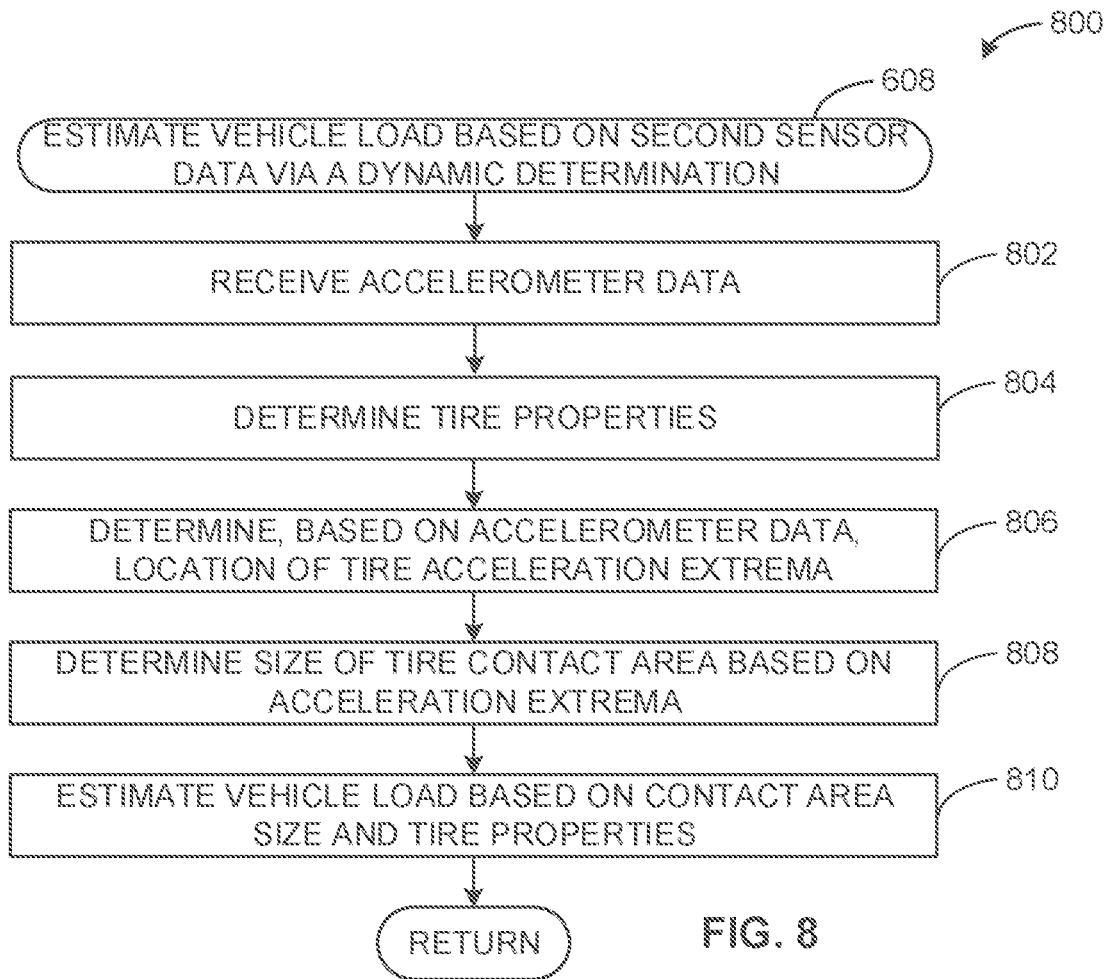 800
608
ESTIMATE VEHICLE LOAD BASED ON SECOND SENSOR
DATA VIA A DYNAMIC DETERMINATION
802
RECEIVE ACCELEROMETER DATA
804
DETERMINE TIRE PROPERTIES
806
DETERMINE, BASED ON ACCELEROMETER DATA,
LOCATION OF TIRE ACCELERATION EXTREMA
808
DETERMINE SIZE OF TIRE CONTACT AREA BASED ON
ACCELERATION EXTREMA
810
ESTIMATE VEHICLE LOAD BASED ON CONTACT AREA
SIZE AND TIRE PROPERTIES
RETURN
FIG. 8